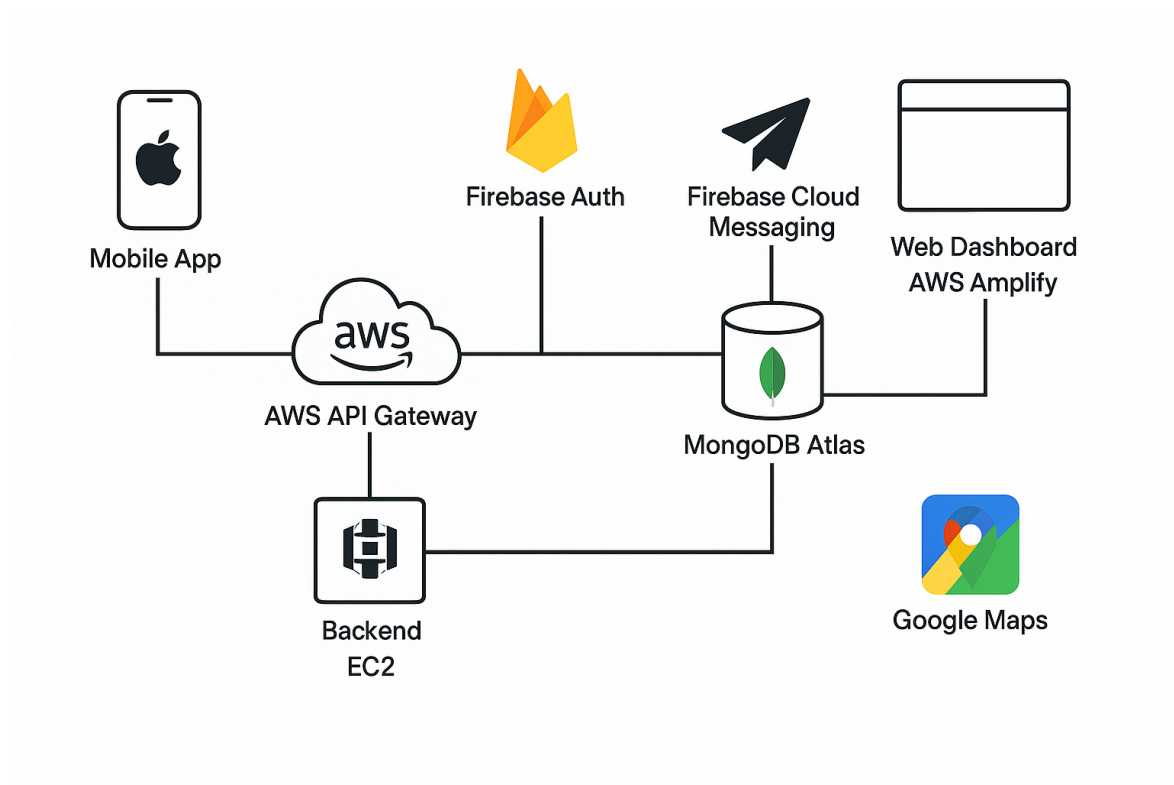 Mobile App
Firebase Auth
Firebase Cloud
Messaging
Web Dashboard
AWS Amplify
aws
AWS API Gateway
MongoDB Atlas
Backend
EC2
Google Maps